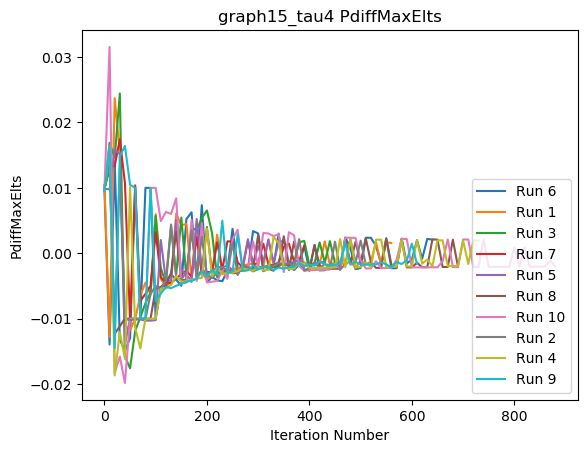 graph15_tau4 PdiffMaxElts
PdiffMaxElts
0.03
0.02
0.01
0.00
−0.01
−0.02
0
200
400
600
800
Iteration Number
Run 6
Run 1
Run 3
Run 7
Run 5
Run 8
Run 10
Run 2
Run 4
Run 9